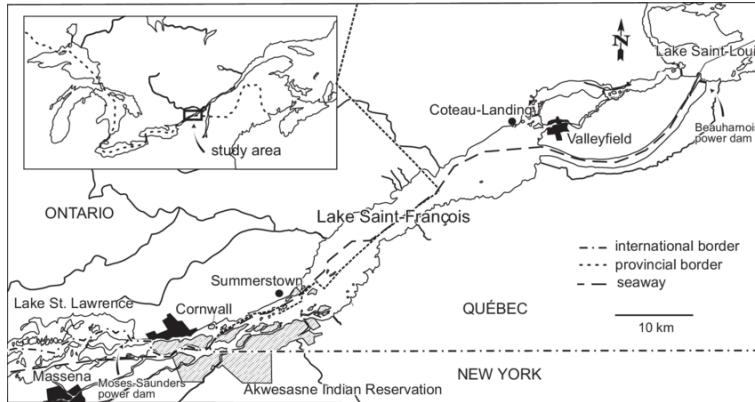 N
Lake Saint-Loui
Coteau-Landing
Valleyfield
Beauharnois
power dam
study area
ONTARIO
Lake Saint-François
international border
provincial border
seaway
Summerstown
Lake St. Lawrence
Cornwall
QUÉBEC
10 km
Massena
Moses-Saunders
power dam
Akwesasne Indian Reservation
NEW YORK